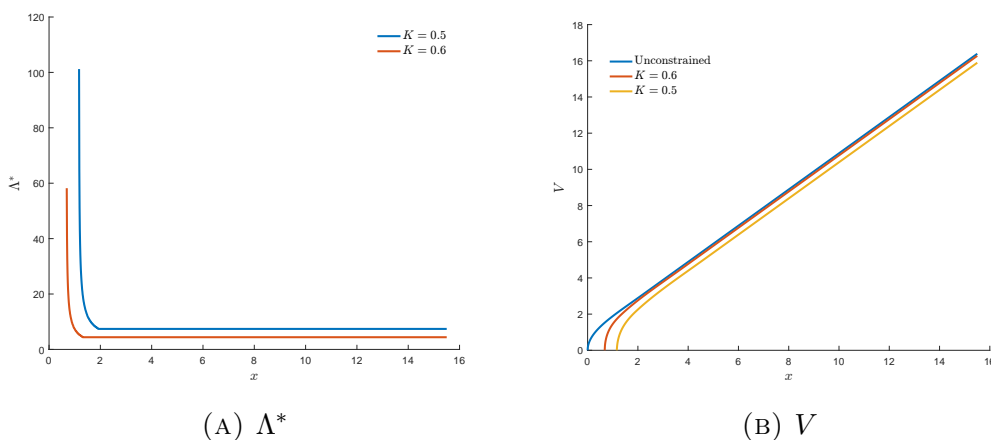 120
100
80
60
40
20
0
0 2 4 6 8 10 12 14 16
Λ*
x
K = 0.5
K = 0.6
(A) Λ*
18
16
14
12
10
8
6
4
2
0
0 2 4 6 8 10 12 14 16
V
x
Unconstrained
K = 0.6
K = 0.5
(B) V